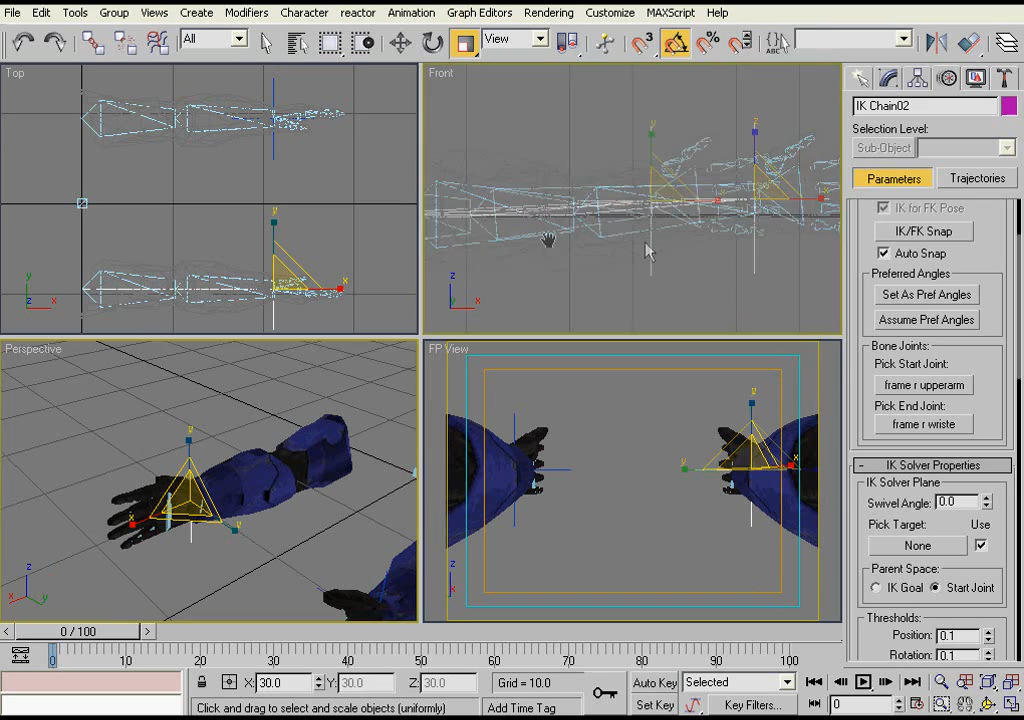 File Edit Tools Group Views Create Modifiers Character reactor Animation Graph Editors Rendering Customize MAXScript Help
All View 3 % ABC
Top
Front
IK Chain02
Selection Level:
Sub-Object
Parameters Trajectories
IK for FK Pose
IK/FK Snap
Auto Snap
Preferred Angles
Set As Pref Angles
Assume Pref Angles
Bone Joints:
Pick Start Joint:
frame r upperarm
Pick End Joint:
frame r wriste
Perspective
FP View
- IK Solver Properties
IK Solver Plane
Swivel Angle: 0.0
Pick Target: Use
None
Parent Space:
IK Goal Start Joint
Thresholds:
Position: 0.1
Rotation: 0.1
< 0 / 100 >
0 10 20 30 40 50 60 70 80 90 100
X: 30.0 Y: 30.0 Z: 30.0 Grid = 10.0 Auto Key Selected
Click and drag to select and scale objects (uniformly) Add Time Tag Set Key Key Filters... 0